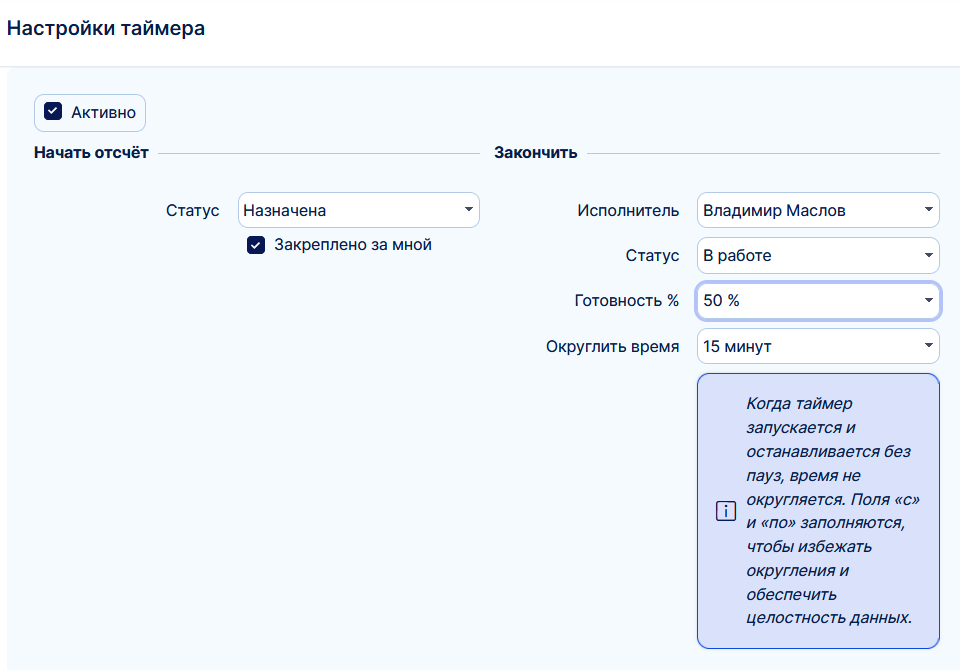 Настройки таймера
Активно
Начать отсчёт
Статус
Назначена
Закреплено за мной
Закончить
Исполнитель
Владимир Маслов
Статус
В работе
Готовность %
50 %
Округлить время
15 минут
Когда таймер
запускается и
останавливается без
пауз, время не
округляется. Поля «с»
и «по» заполняются,
чтобы избежать
округления и
обеспечить
целостность данных.